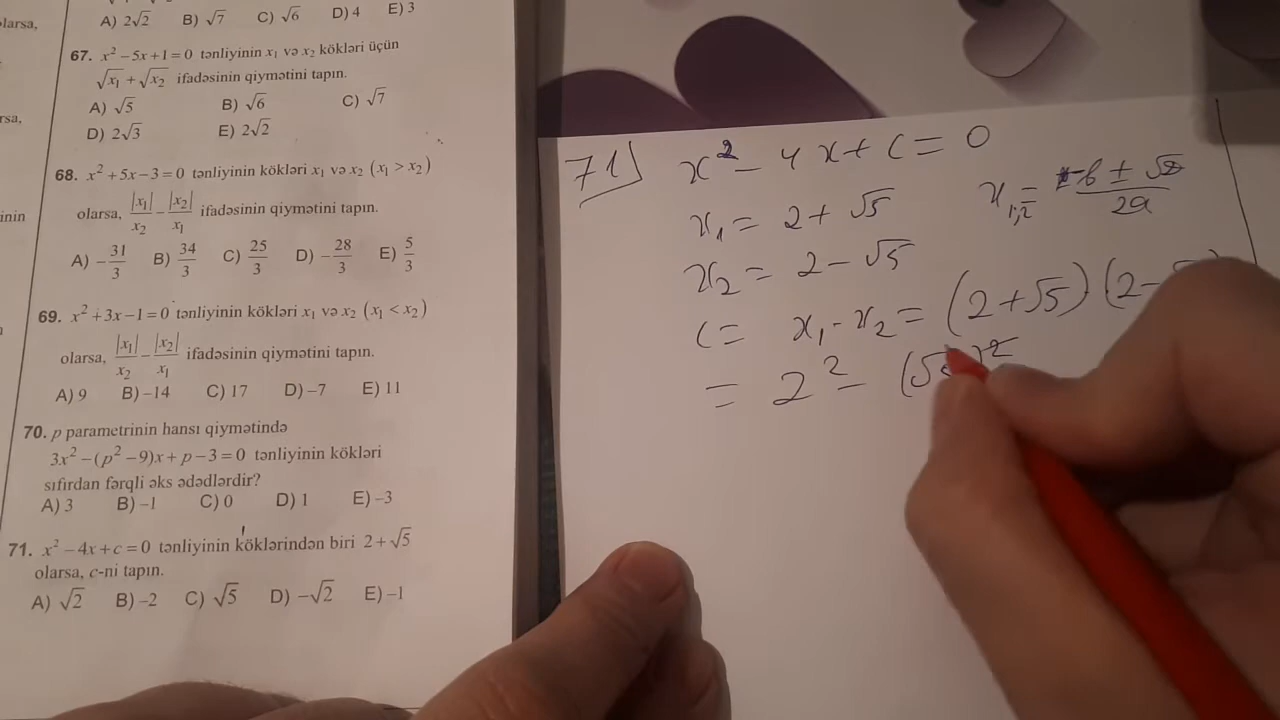 olarsa,
A) 2√2 B) √7 C) √6 D) 4 E) 3
67. x² − 5x + 1 = 0 tənliyinin x₁ və x₂ kökləri üçün
√x₁ + √x₂ ifadəsinin qiymətini tapın.
A) √5 B) √6 C) √7
D) 2√3 E) 2√2
68. x² + 5x − 3 = 0 tənliyinin kökləri x₁ və x₂ (x₁ > x₂)
olarsa, |x₁|/x₂ − |x₂|/x₁ ifadəsinin qiymətini tapın.
A) −31/3 B) 34/3 C) 25/3 D) −28/3 E) 5/3
69. x² + 3x − 1 = 0 tənliyinin kökləri x₁ və x₂ (x₁ < x₂)
olarsa, |x₁|/x₂ − |x₂|/x₁ ifadəsinin qiymətini tapın.
A) 9 B) −14 C) 17 D) −7 E) 11
70. p parametrinin hansı qiymətində
3x² − (p² − 9)x + p − 3 = 0 tənliyinin kökləri
sıfırdan fərqli əks ədədlərdir?
A) 3 B) −1 C) 0 D) 1 E) −3
71. x² − 4x + c = 0 tənliyinin köklərindən biri 2 + √5
olarsa, c-ni tapın.
A) √2 B) −2 C) √5 D) −√2 E) −1
71) x² − 4x + c = 0
x₁ = 2 + √5
x₂ = 2 − √5
c = x₁ · x₂ = (2 + √5)(2 −
= 2² − (√ )²
x₁,₂ = −b ± √ / 2a